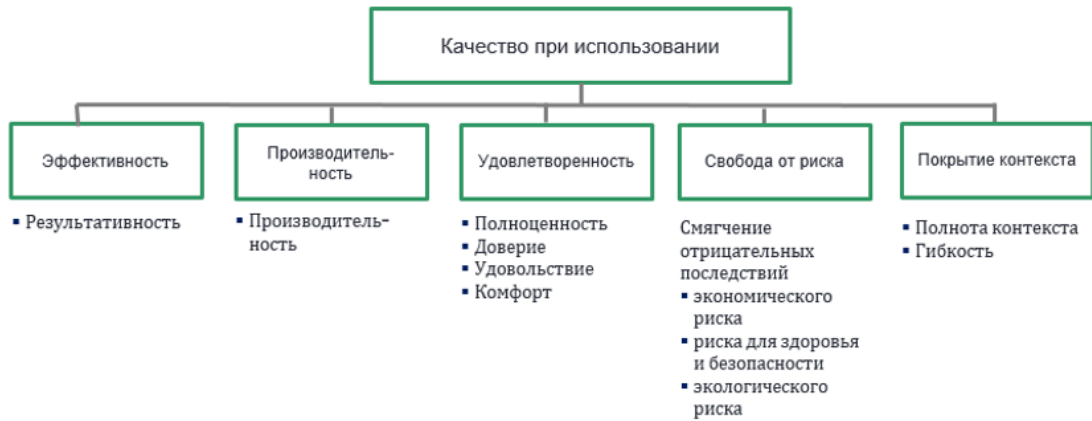 Качество при использовании
Эффективность
Производитель-
ность
Удовлетворенность
Свобода от риска
Покрытие контекста
▪ Результативность
▪ Производитель-
ность
▪ Полноценность
▪ Доверие
▪ Удовольствие
▪ Комфорт
Смягчение
отрицательных
последствий
▪ экономического
риска
▪ риска для здоровья
и безопасности
▪ экологического
риска
▪ Полнота контекста
▪ Гибкость